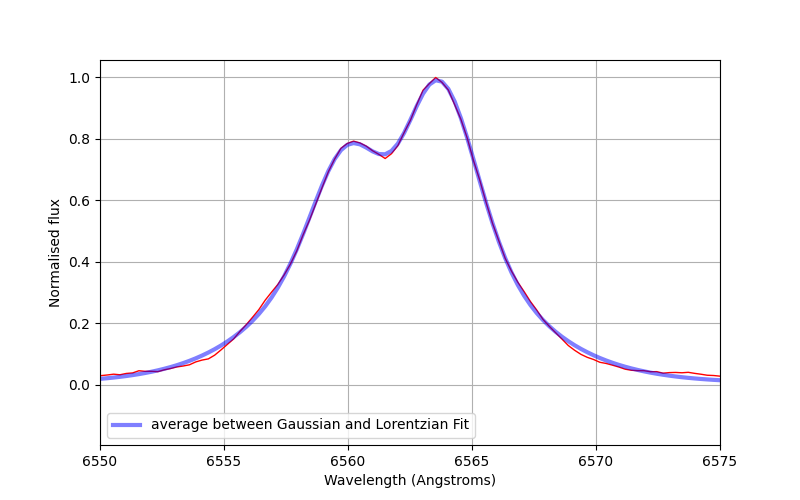 1.0
0.8
0.6
0.4
0.2
0.0
Normalised flux
average between Gaussian and Lorentzian Fit
6550 6555 6560 6565 6570 6575
Wavelength (Angstroms)